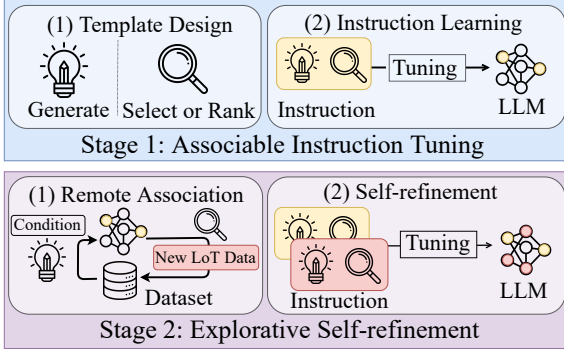 (1) Template Design
Generate
Select or Rank
(2) Instruction Learning
Instruction
Tuning
LLM
Stage 1: Associable Instruction Tuning
(1) Remote Association
Condition
New LoT Data
Dataset
(2) Self-refinement
Instruction
Tuning
LLM
Stage 2: Explorative Self-refinement